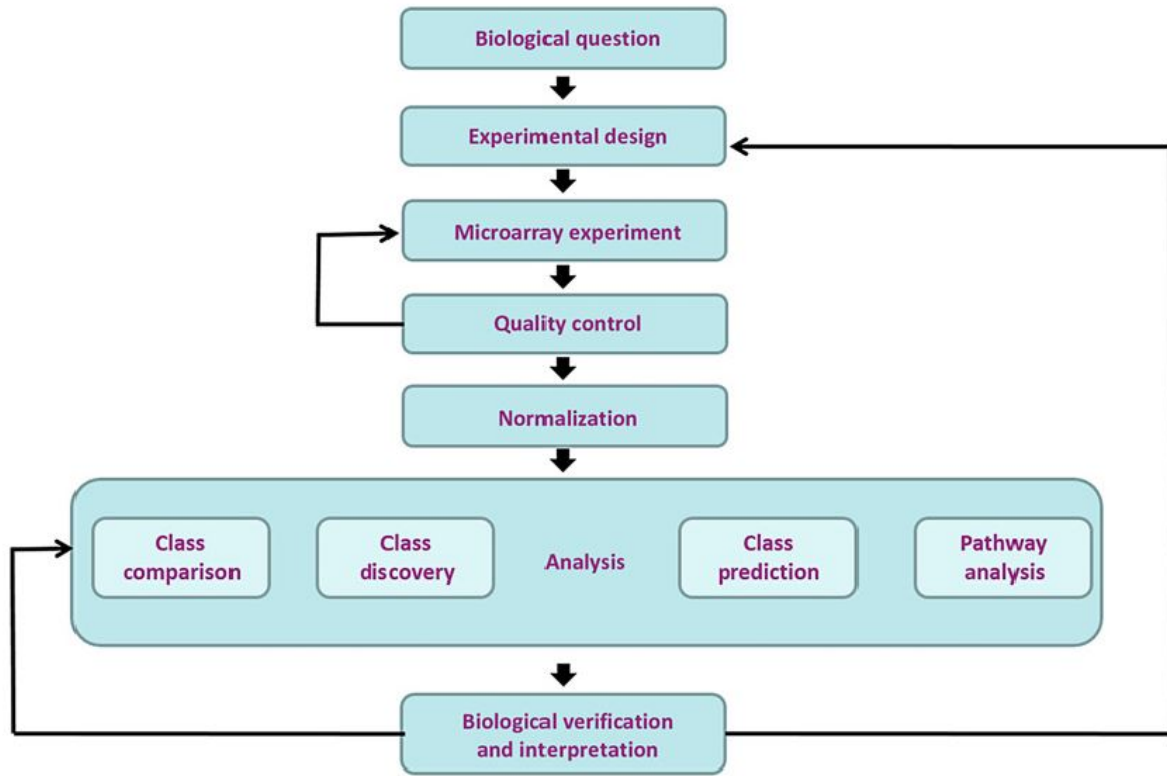 Biological question
Experimental design
Microarray experiment
Quality control
Normalization
Class
comparison
Class
discovery
Analysis
Class
prediction
Pathway
analysis
Biological verification
and interpretation